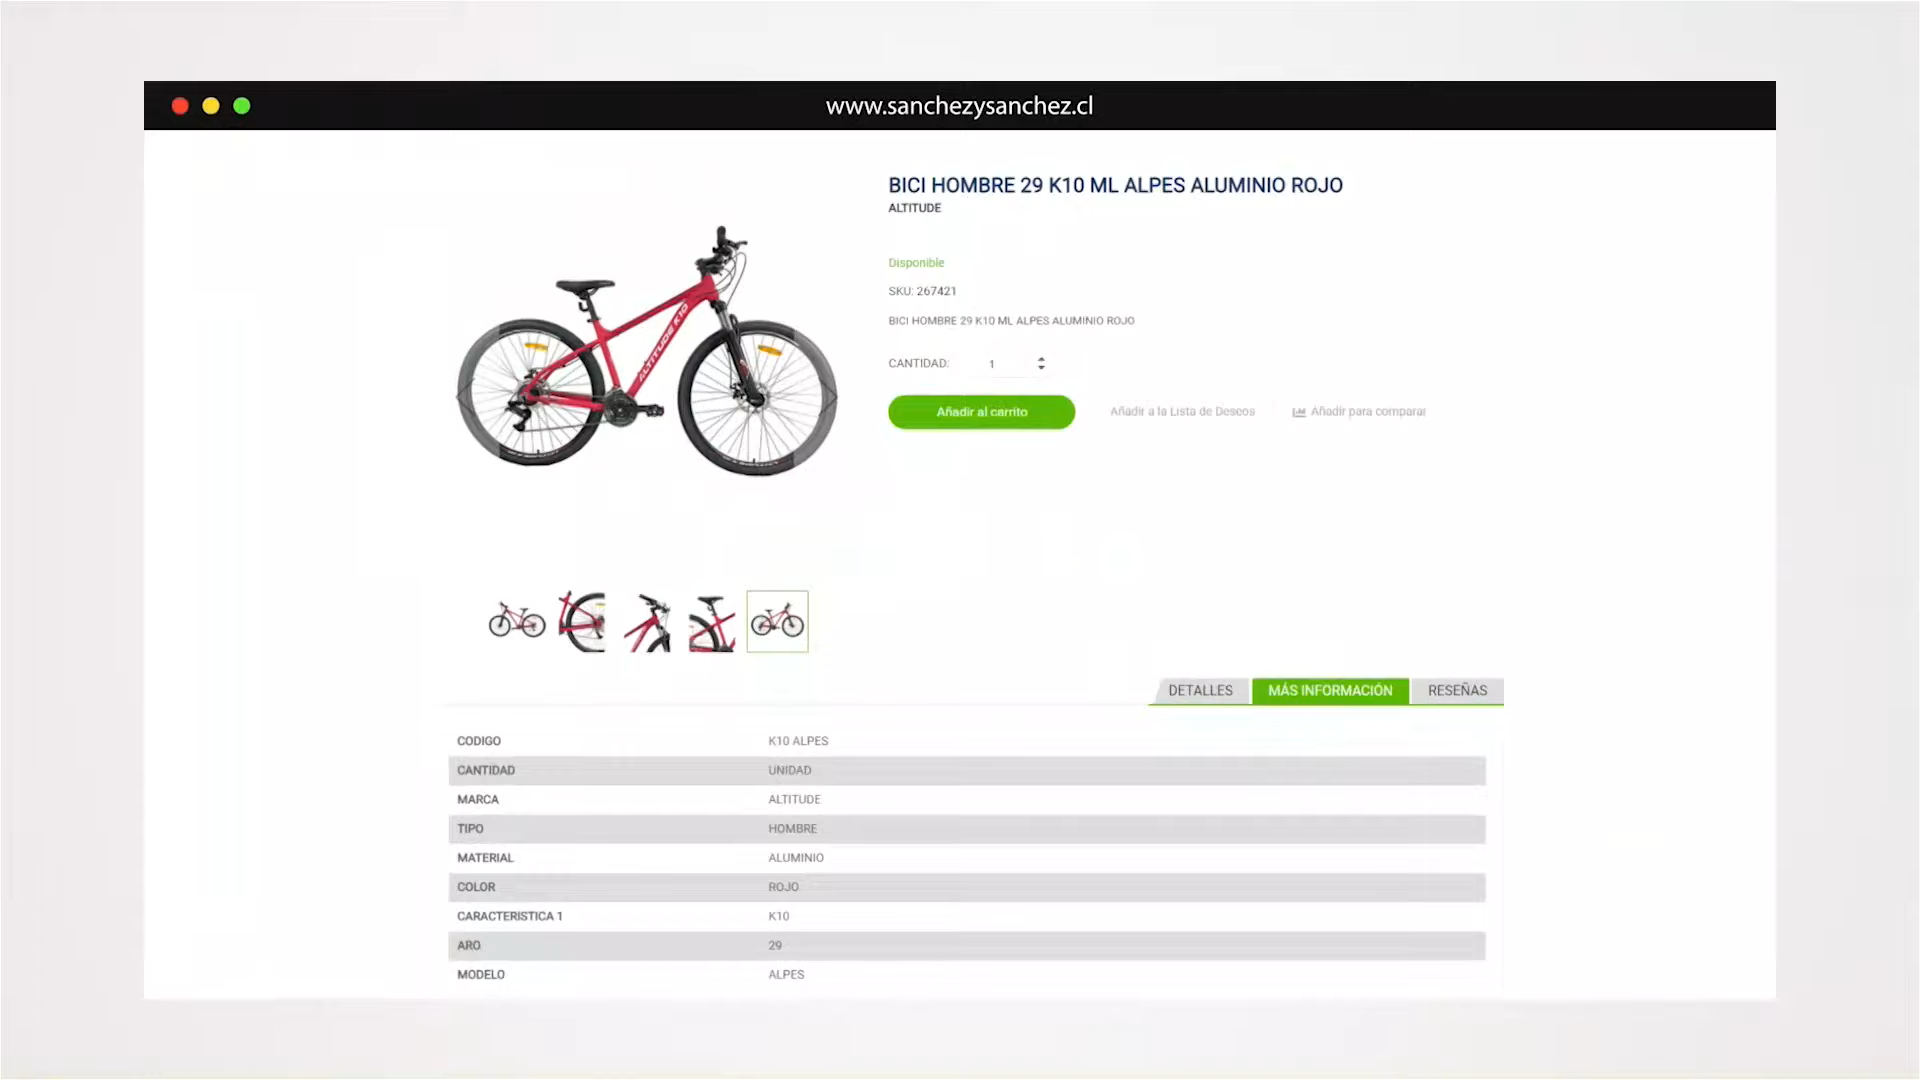 www.sanchezysanchez.cl
BICI HOMBRE 29 K10 ML ALPES ALUMINIO ROJO
ALTITUDE
Disponible
SKU: 267421
BICI HOMBRE 29 K10 ML ALPES ALUMINIO ROJO
CANTIDAD: 1
Añadir al carrito Añadir a la Lista de Deseos Añadir para comparar
ALTITUDE K10
DETALLES MÁS INFORMACIÓN RESEÑAS
CODIGO K10 ALPES
CANTIDAD UNIDAD
MARCA ALTITUDE
TIPO HOMBRE
MATERIAL ALUMINIO
COLOR ROJO
CARACTERISTICA 1 K10
ARO 29
MODELO ALPES